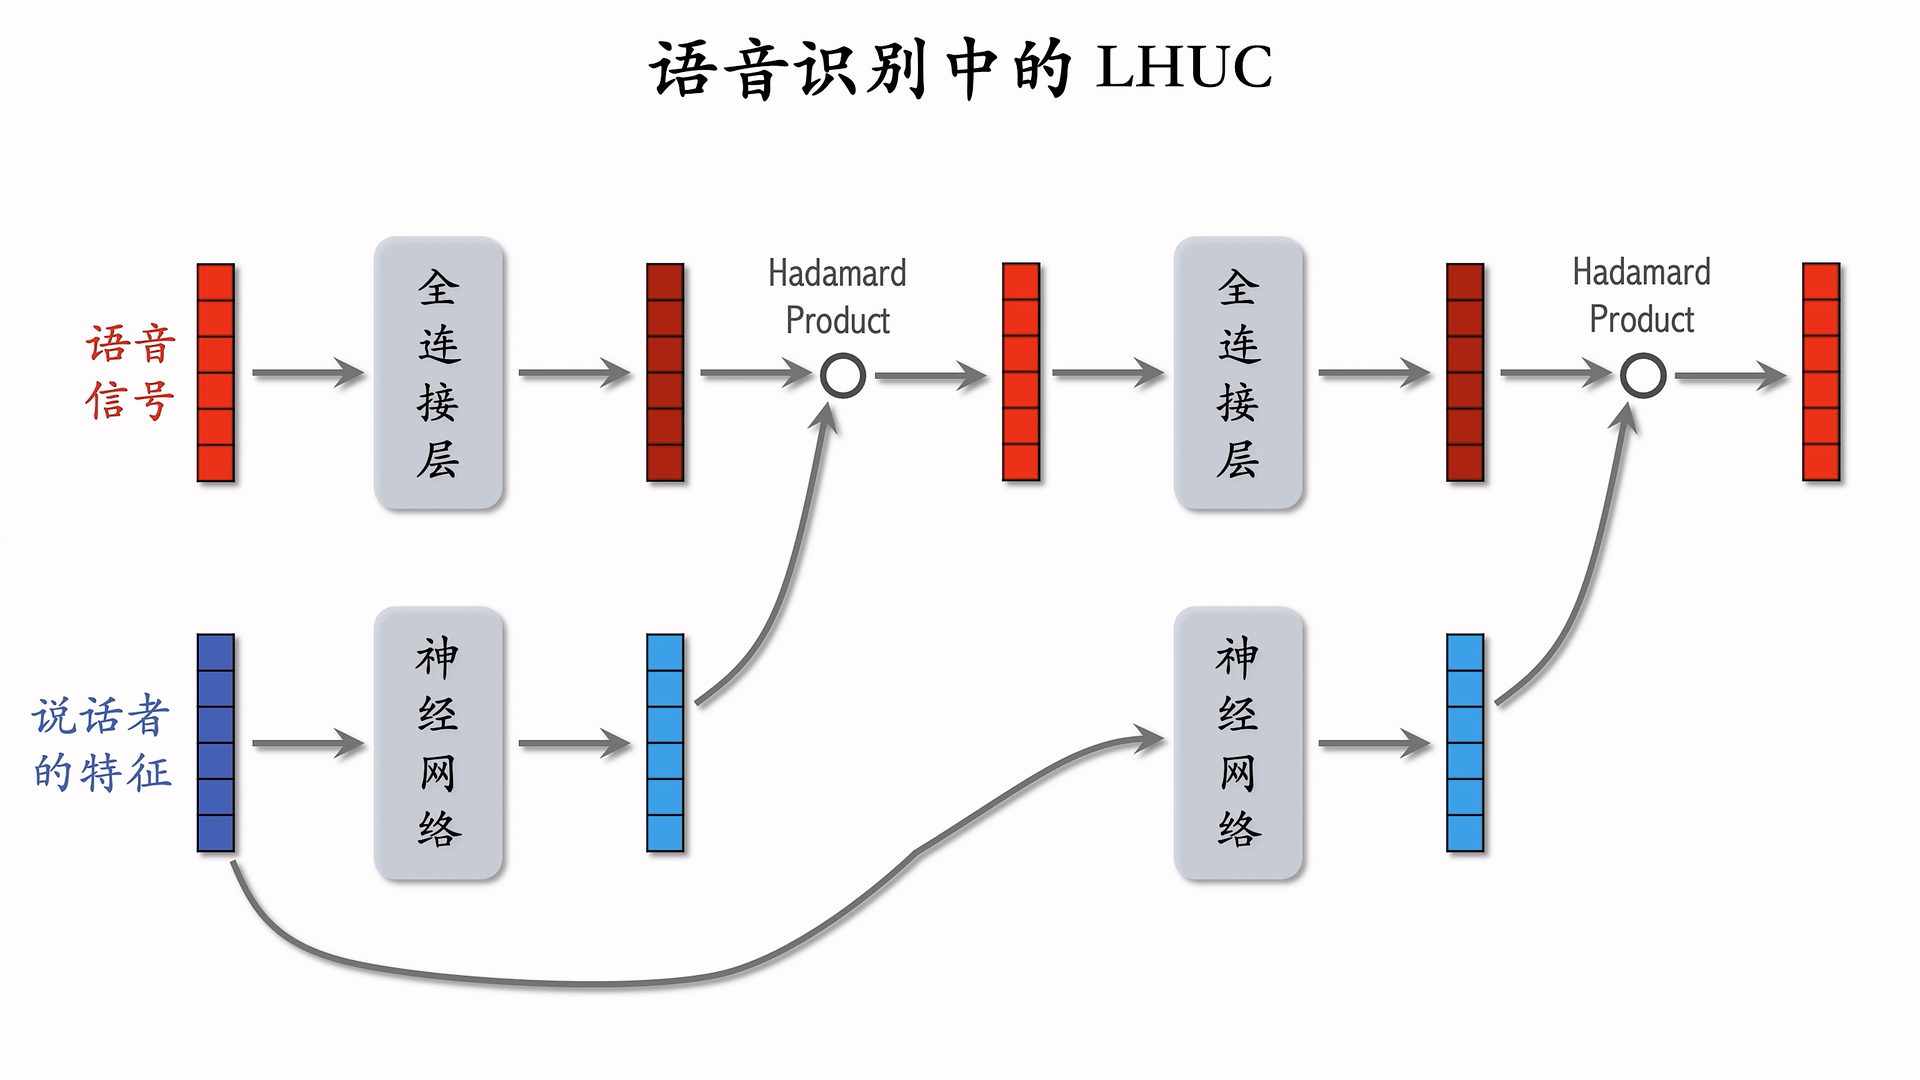 语音识别中的 LHUC
语音
信号
全
连
接
层
Hadamard
Product
全
连
接
层
Hadamard
Product
说话者
的特征
神
经
网
络
神
经
网
络